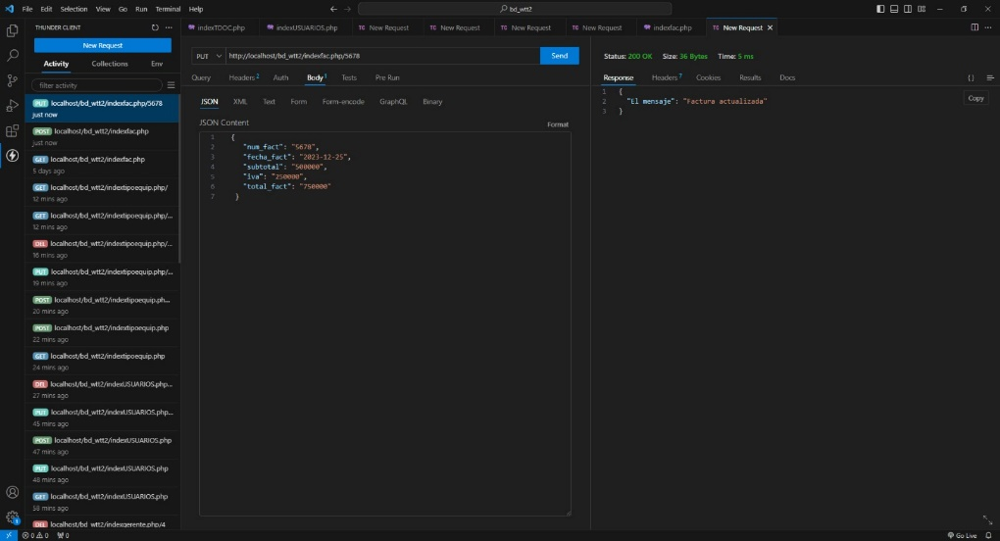 File Edit Selection View Go Run Terminal Help
bd_wtt2
THUNDER CLIENT
New Request
Activity Collections Env
filter activity
PUT localhost/bd_wtt2/indexfac.php/5678
just now
POST localhost/bd_wtt2/indexfac.php
just now
GET localhost/bd_wtt2/indexfac.php
5 days ago
GET localhost/bd_wtt2/indextipoequip.php/
12 mins ago
GET localhost/bd_wtt2/indextipoequip.php/...
12 mins ago
DEL localhost/bd_wtt2/indextipoequip.php/...
16 mins ago
PUT localhost/bd_wtt2/indextipoequip.php/...
19 mins ago
POST localhost/bd_wtt2/indextipoequip.ph...
20 mins ago
POST localhost/bd_wtt2/indextipoequip.php
22 mins ago
GET localhost/bd_wtt2/indextipoequip.php
24 mins ago
DEL localhost/bd_wtt2/indexUSUARIOS.php...
27 mins ago
PUT localhost/bd_wtt2/indexUSUARIOS.php...
45 mins ago
POST localhost/bd_wtt2/indexUSUARIOS.php
47 mins ago
PUT localhost/bd_wtt2/indexUSUARIOS.php
48 mins ago
GET localhost/bd_wtt2/indexUSUARIOS.php
56 mins ago
DEL localhost/bd_wtt2/indexgerente.php/4
indexTDOC.php indexUSUARIOS.php TC New Request TC New Request TC New Request TC New Request indexfac.php TC New Request
PUT http://localhost/bd_wtt2/indexfac.php/5678 Send
Query Headers 2 Auth Body 1 Tests Pre Run
JSON XML Text Form Form-encode GraphQL Binary
JSON Content Format
1 {
2 "num_fact": "5678",
3 "fecha_fact": "2023-12-25",
4 "subtotal": "500000",
5 "iva": "250000",
6 "total_fact": "750000"
7 }
Status: 200 OK Size: 36 Bytes Time: 5 ms
Response Headers 7 Cookies Results Docs
{}
Copy
1 {
2 "El mensaje": "Factura actualizada"
3 }
1
0 0 0
Go Live